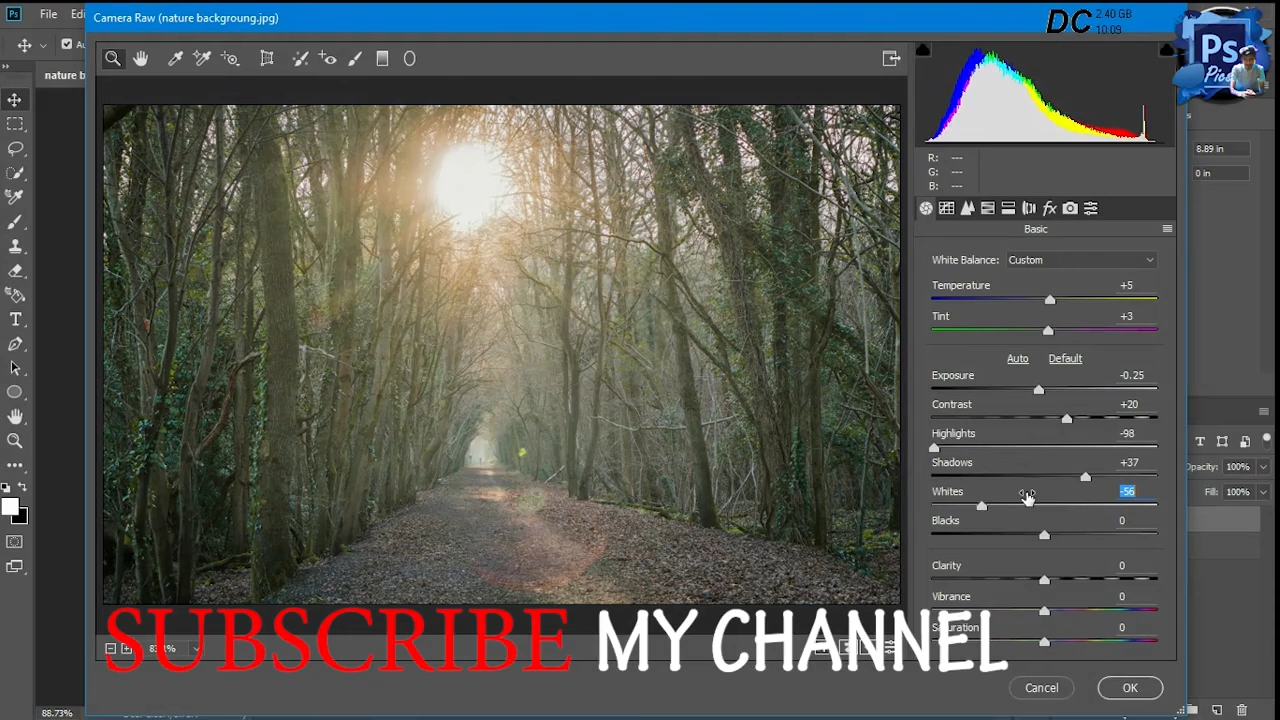 Ps
File
Edi
Camera Raw (nature backgroung.jpg)
DC
2.40 GB
10.09
Ps
Pics
nature b
R: ---
G: ---
B: ---
8.89 in
0 in
fx
Basic
White Balance: Custom
Temperature +5
Tint +3
Auto Default
Exposure -0.25
Contrast +20
Highlights -98
Shadows +37
Whites -56
Blacks 0
Clarity 0
Vibrance 0
Saturation 0
Opacity: 100%
Fill: 100%
SUBSCRIBE MY CHANNEL
Cancel
OK
88.73%